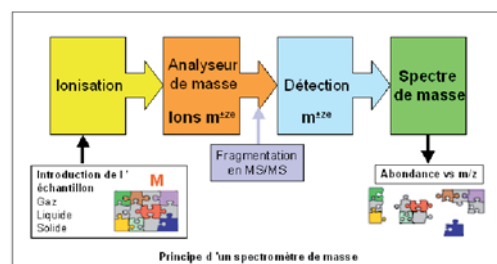 Ionisation
Analyseur
de masse
Ions m±ze
Détection
m±ze
Spectre
de masse
Fragmentation
en MS/MS
Introduction de l '
échantillon
Gaz
Liquide
Solide
M
Abondance vs m/z
Principe d 'un spectromètre de masse